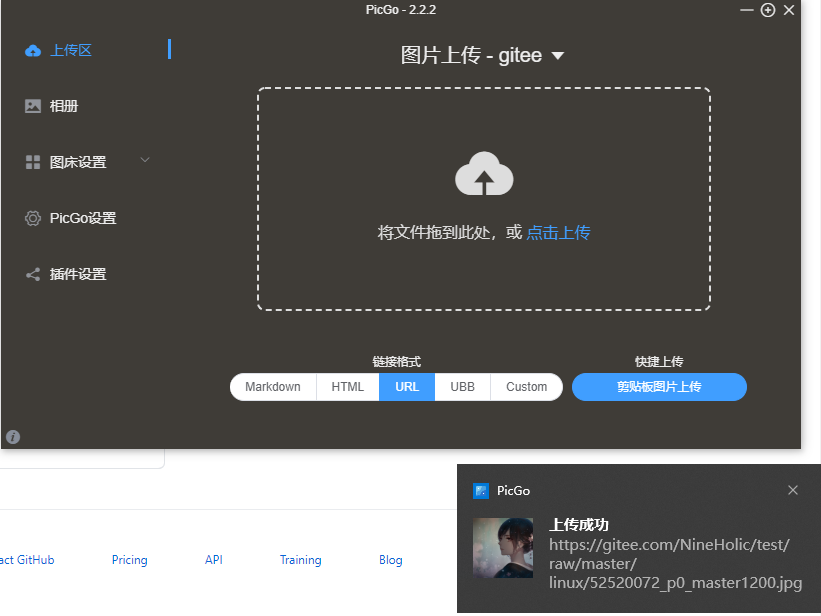 PicGo - 2.2.2
上传区
图片上传 - gitee
相册
图床设置
将文件拖到此处，或 点击上传
PicGo设置
插件设置
链接格式
快捷上传
Markdown HTML URL UBB Custom
剪贴板图片上传
PicGo
上传成功
https://gitee.com/NineHolic/test/
raw/master/
linux/52520072_p0_master1200.jpg
act GitHub Pricing API Training Blog